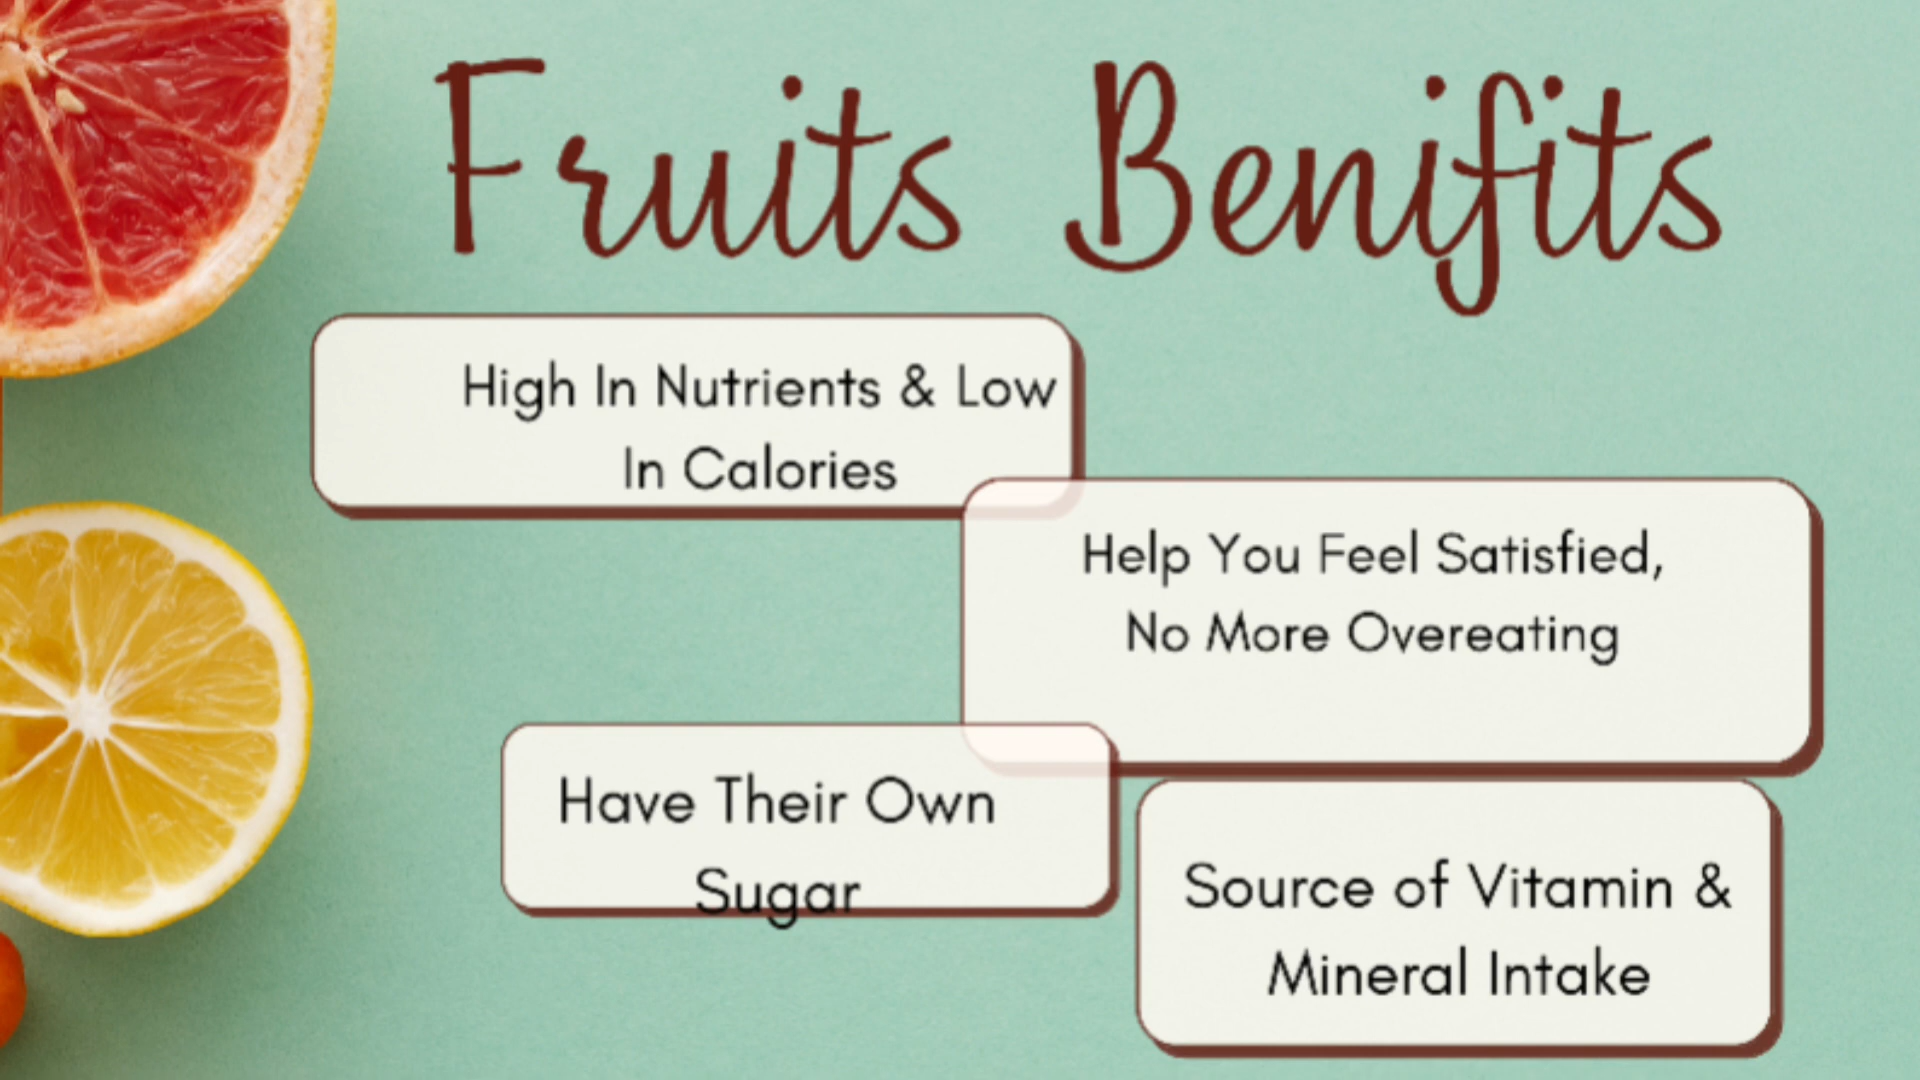 Fruits Benifits
High In Nutrients & Low
In Calories
Help You Feel Satisfied,
No More Overeating
Have Their Own
Sugar
Source of Vitamin &
Mineral Intake